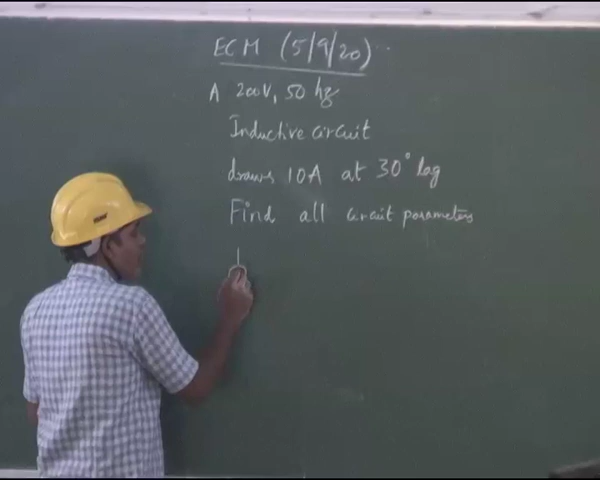 ECM (5/9/20)..
A 200V, 50 hz
Inductive circuit
draws 10A at 30° lag
Find all circuit parameters